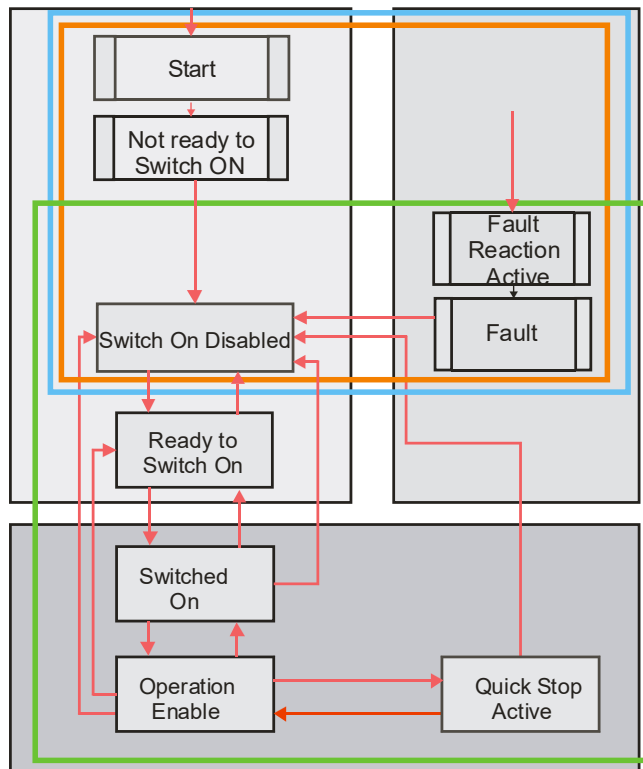 Start
Not ready to
Switch ON
Fault
Reaction
Active
Switch On Disabled
Fault
Ready to
Switch On
Switched
On
Operation
Enable
Quick Stop
Active